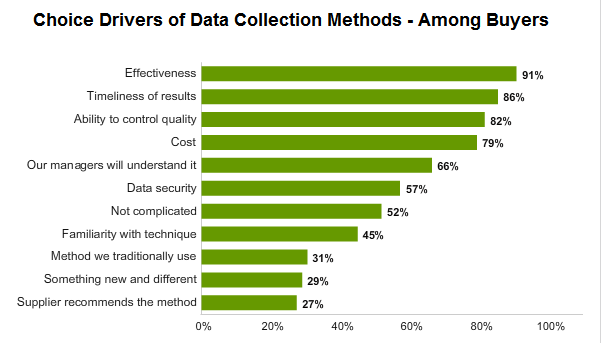 Choice Drivers of Data Collection Methods - Among Buyers
Effectiveness 91%
Timeliness of results 86%
Ability to control quality 82%
Cost 79%
Our managers will understand it 66%
Data security 57%
Not complicated 52%
Familiarity with technique 45%
Method we traditionally use 31%
Something new and different 29%
Supplier recommends the method 27%
0% 20% 40% 60% 80% 100%